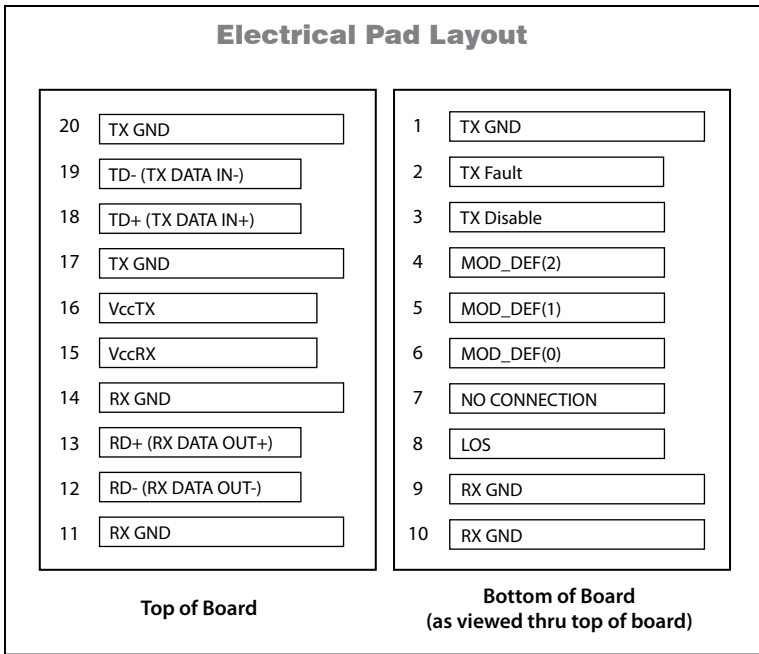 Electrical Pad Layout
20 TX GND
19 TD- (TX DATA IN-)
18 TD+ (TX DATA IN+)
17 TX GND
16 VccTX
15 VccRX
14 RX GND
13 RD+ (RX DATA OUT+)
12 RD- (RX DATA OUT-)
11 RX GND
Top of Board
1 TX GND
2 TX Fault
3 TX Disable
4 MOD_DEF(2)
5 MOD_DEF(1)
6 MOD_DEF(0)
7 NO CONNECTION
8 LOS
9 RX GND
10 RX GND
Bottom of Board
(as viewed thru top of board)